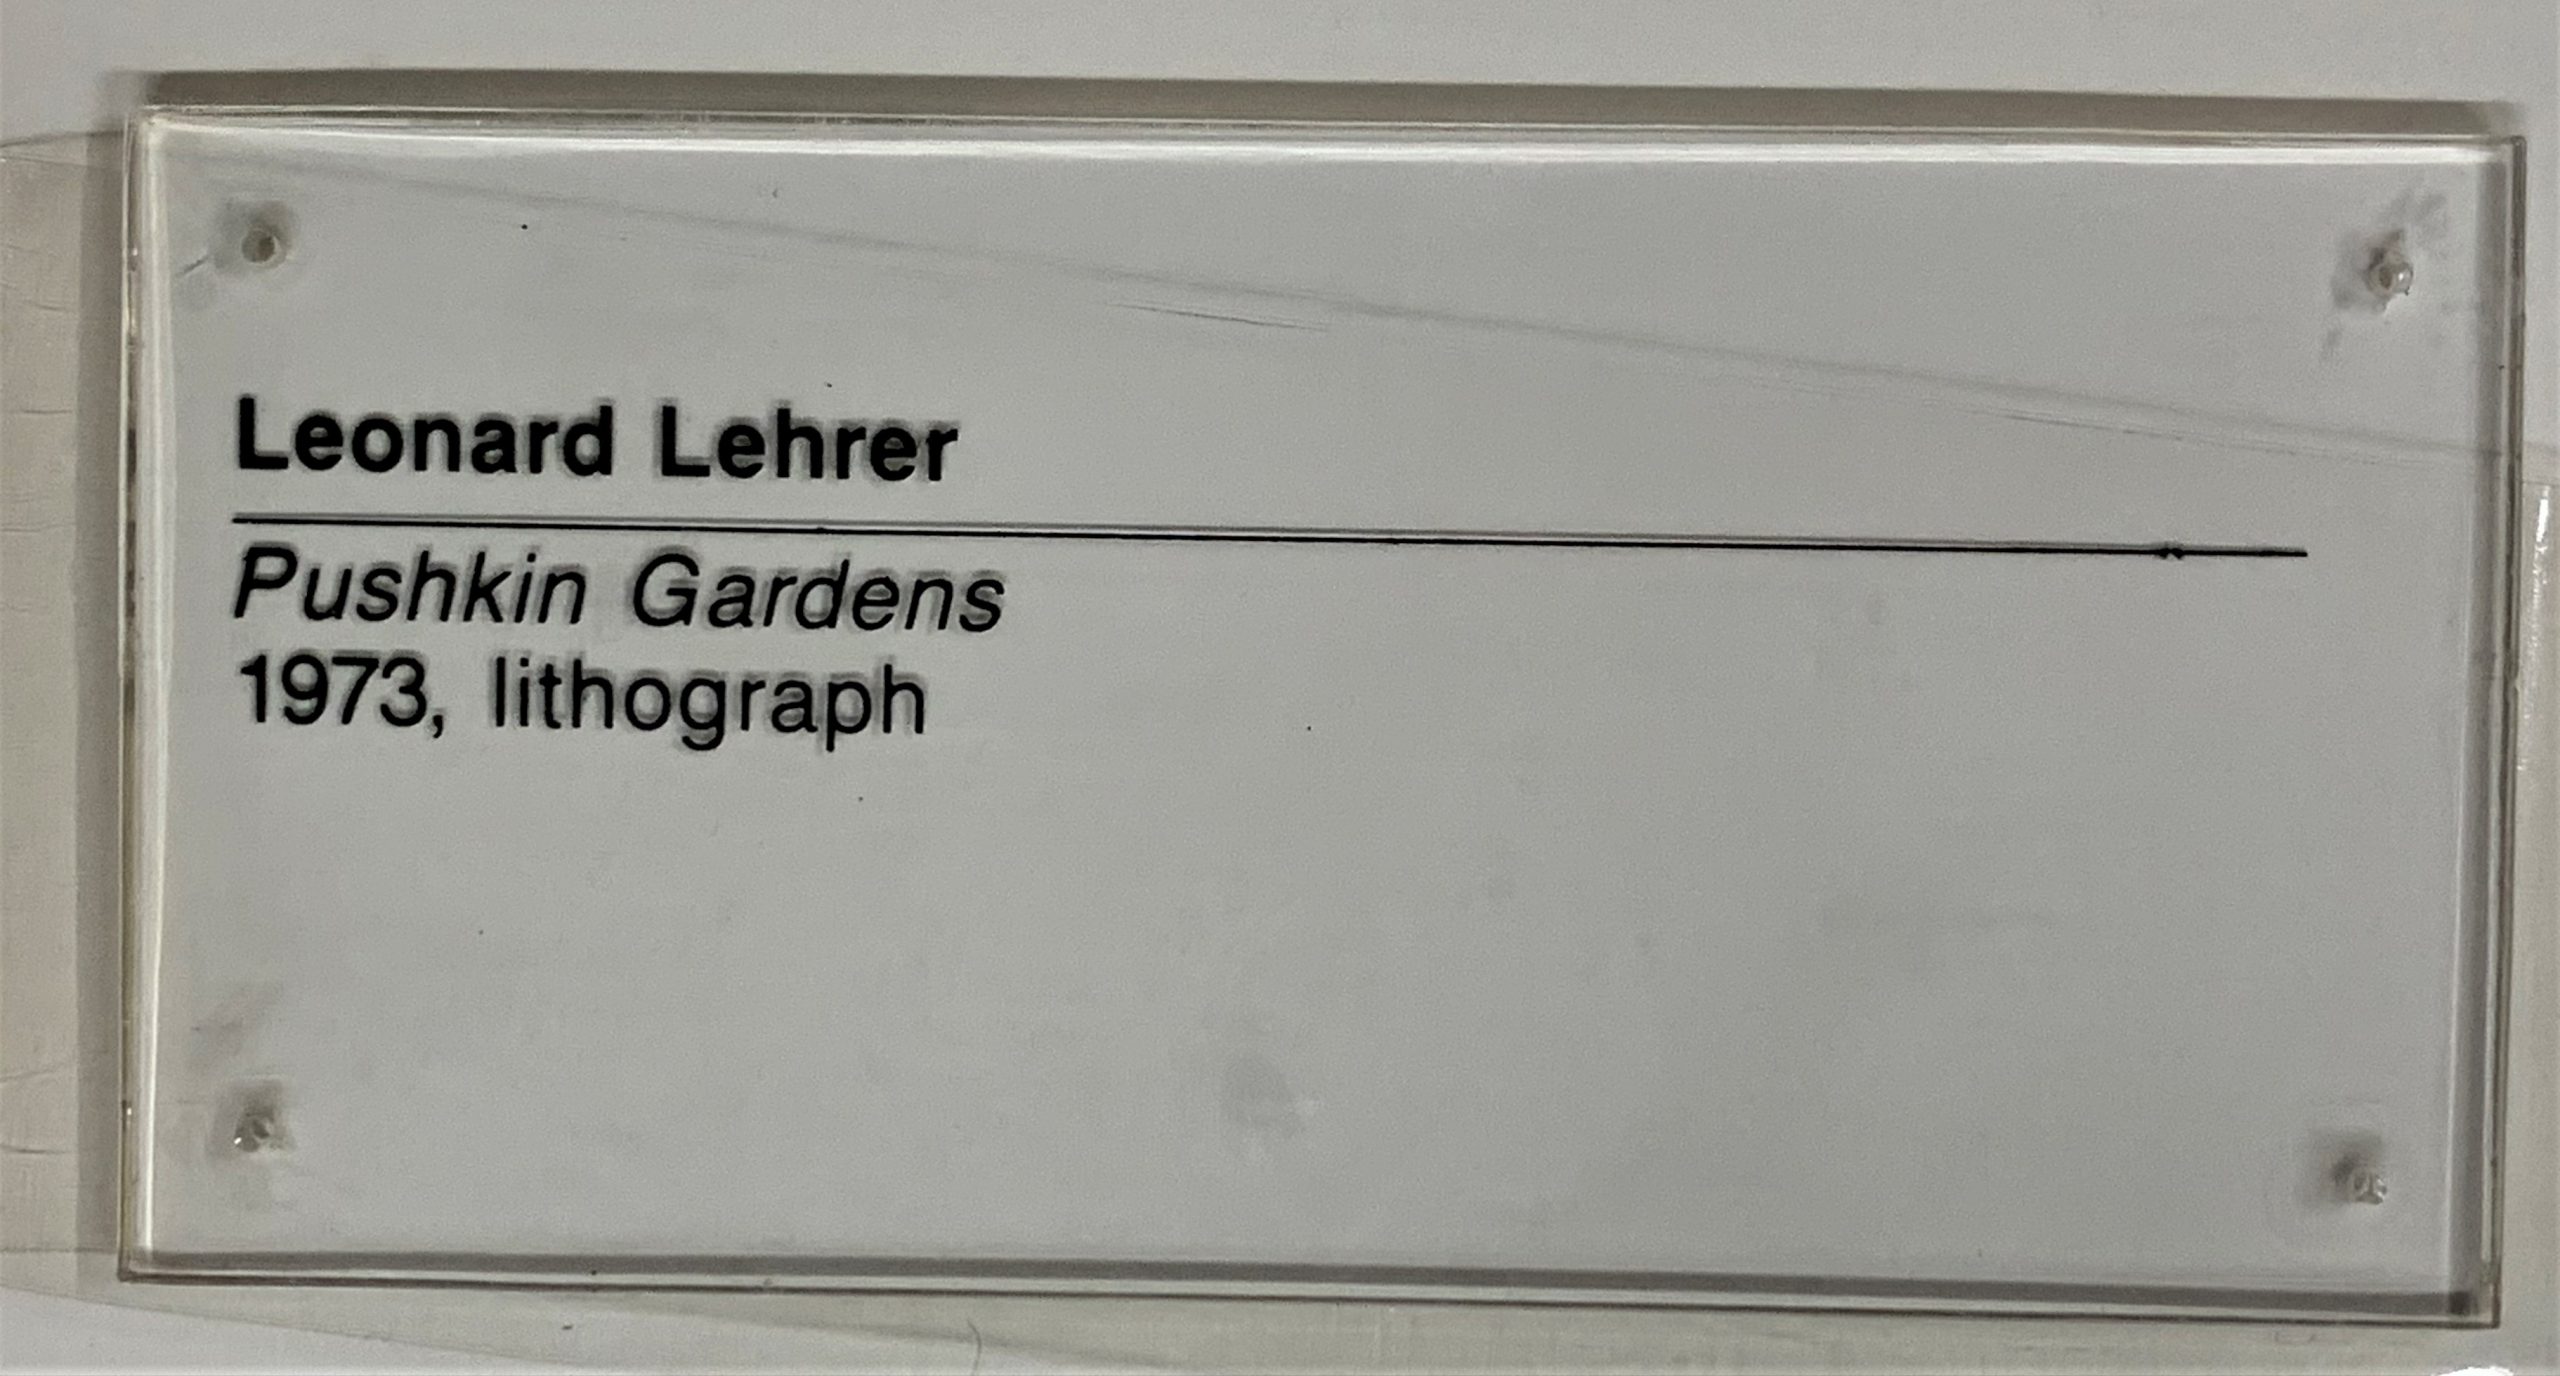 Leonard Lehrer
Pushkin Gardens
1973, lithograph